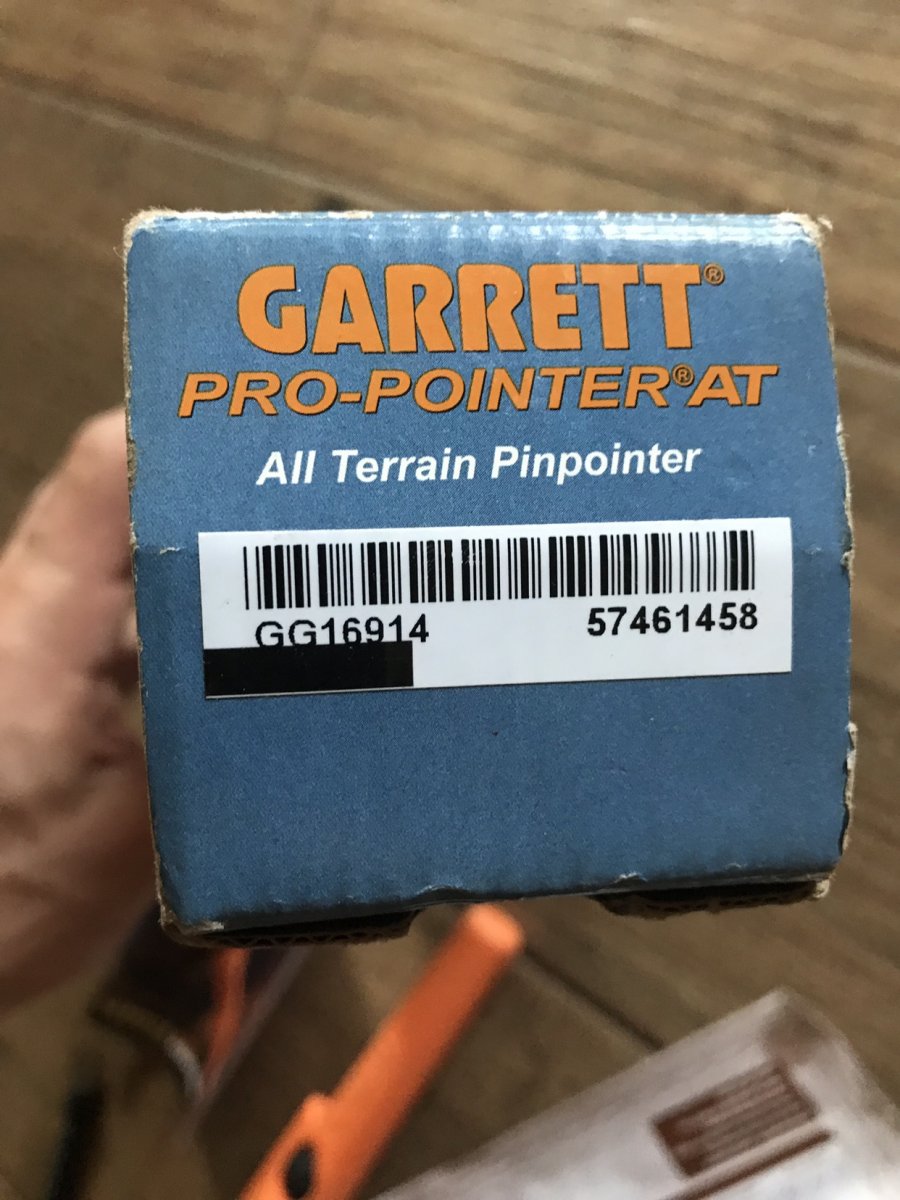 GARRETT®
PRO-POINTER® AT
All Terrain Pinpointer
GG16914 57461458